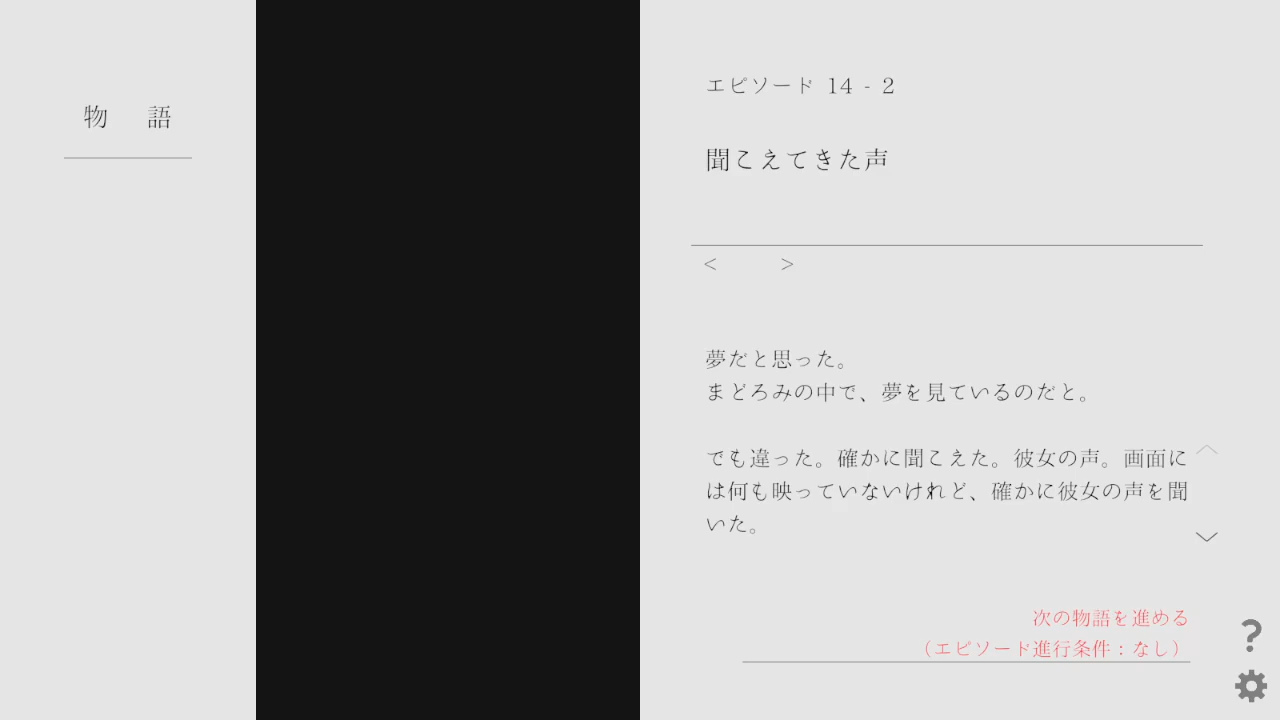 物 語
エピソード 14 - 2
聞こえてきた声
< >
夢だと思った。
まどろみの中で、夢を見ているのだと。
でも違った。確かに聞こえた。彼女の声。画面に
は何も映っていないけれど、確かに彼女の声を聞
いた。
次の物語を進める
（エピソード進行条件：なし）
?